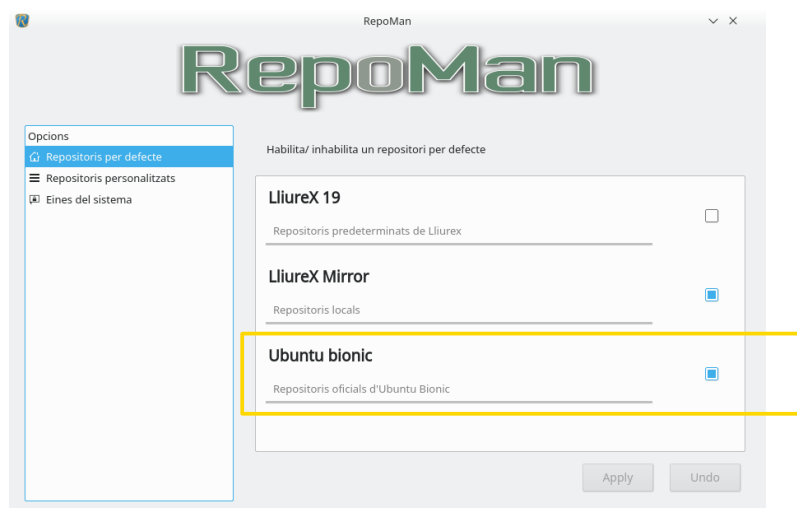 RepoMan
RepoMan
Opcions
Repositoris per defecte
Repositoris personalitzats
Eines del sistema
Habilita/ inhabilita un repositori per defecte
LliureX 19
Repositoris predeterminats de Lliurex
LliureX Mirror
Repositoris locals
Ubuntu bionic
Repositoris oficials d'Ubuntu Bionic
Apply
Undo